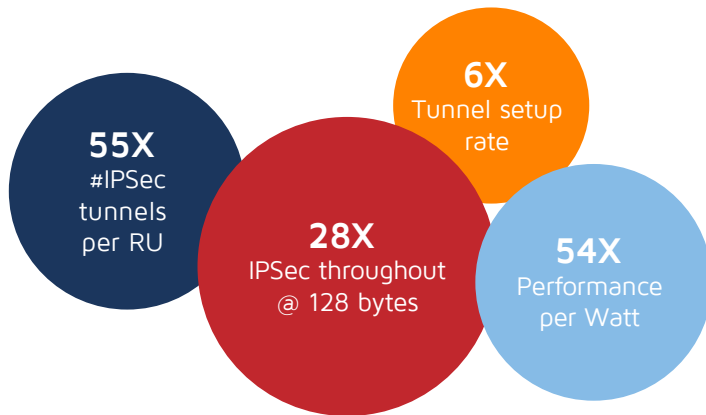 6X
Tunnel setup
rate
55X
#IPSec
tunnels
per RU
28X
IPSec throughout
@ 128 bytes
54X
Performance
per Watt